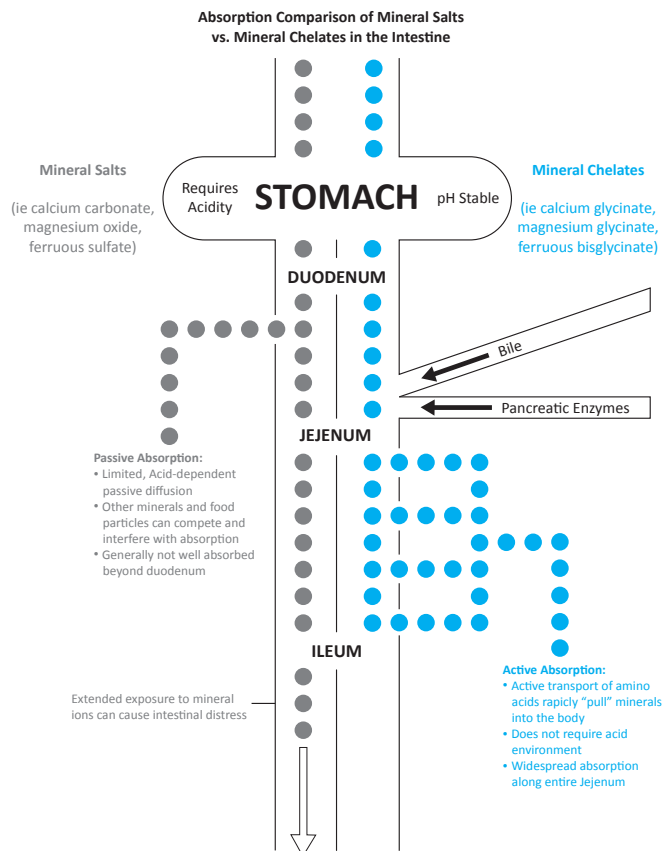 Absorption Comparison of Mineral Salts
vs. Mineral Chelates in the Intestine
Mineral Salts
(ie calcium carbonate,
magnesium oxide,
ferruous sulfate)
Requires
Acidity
STOMACH
pH Stable
Mineral Chelates
(ie calcium glycinate,
magnesium glycinate,
ferruous bisglycinate)
DUODENUM
Bile
Pancreatic Enzymes
JEJENUM
Passive Absorption:
• Limited, Acid-dependent
passive diffusion
• Other minerals and food
particles can compete and
interfere with absorption
• Generally not well absorbed
beyond duodenum
ILEUM
Extended exposure to mineral
ions can cause intestinal distress
Active Absorption:
• Active transport of amino
acids rapicly “pull” minerals
into the body
• Does not require acid
environment
• Widespread absorption
along entire Jejenum